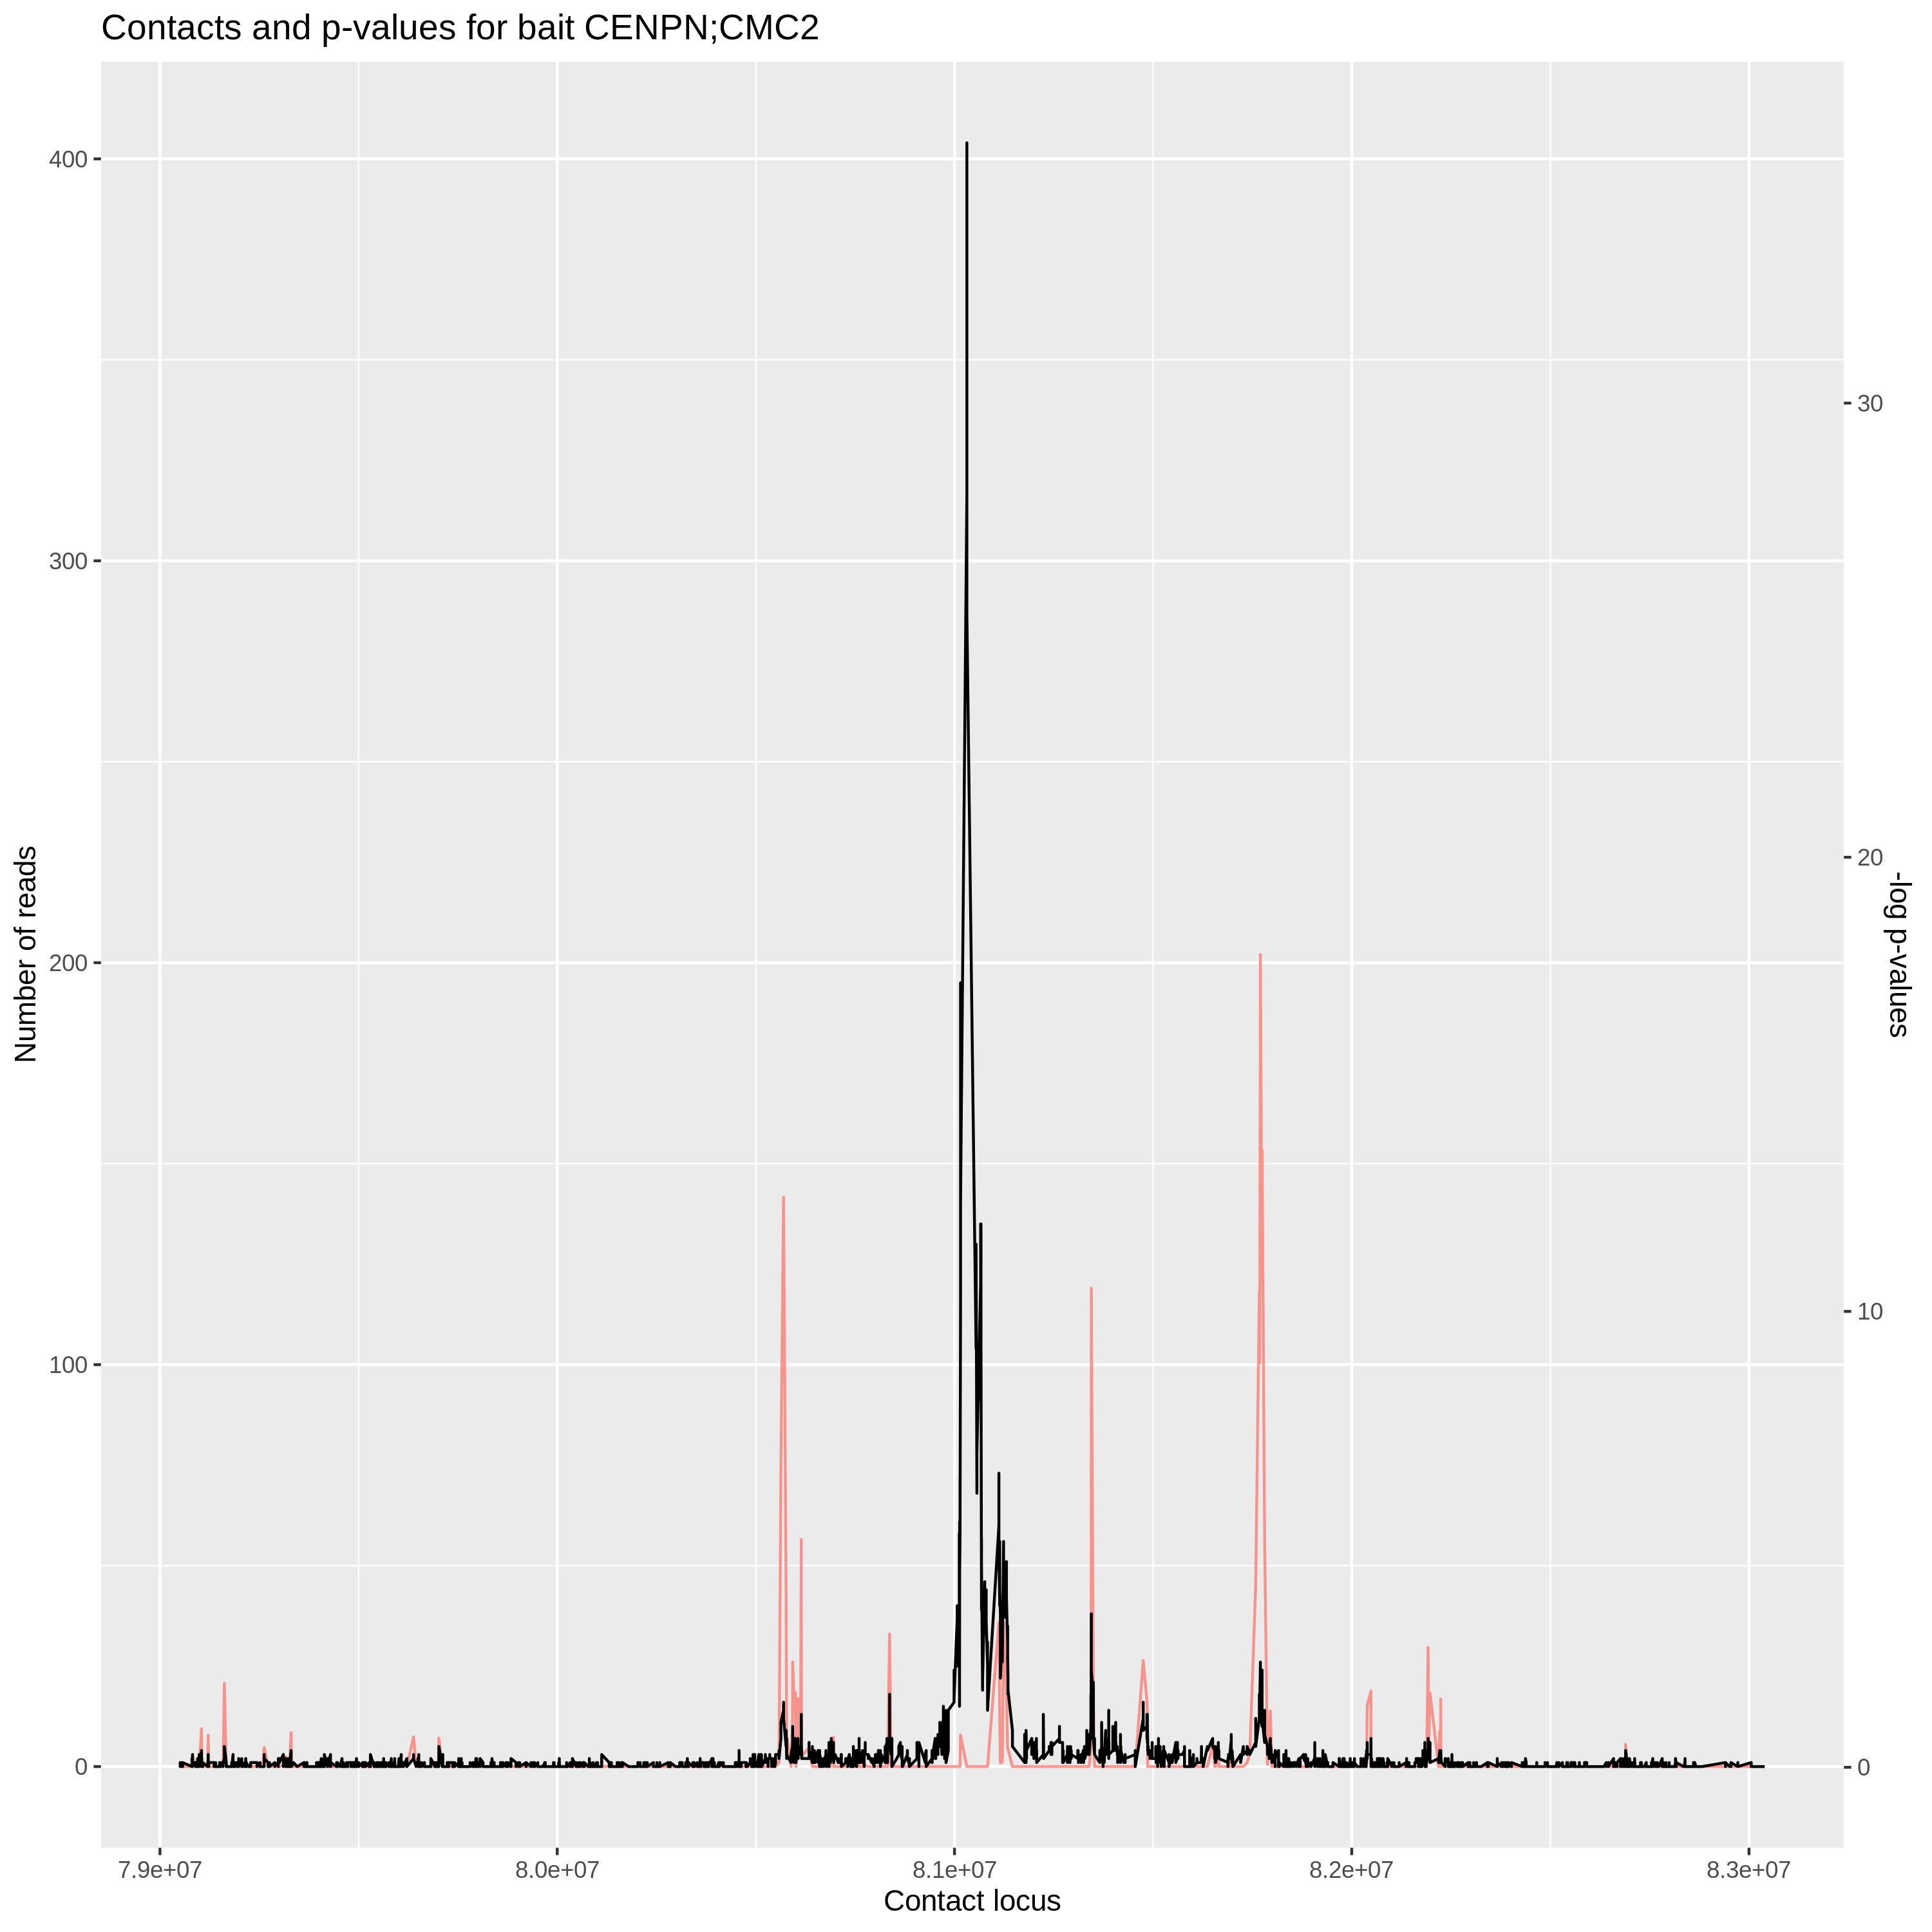 Contacts and p-values for bait CENPN;CMC2
400
300
200
100
0
Number of reads
30
20
10
0
-log p-values
7.9e+07 8.0e+07 8.1e+07 8.2e+07 8.3e+07
Contact locus